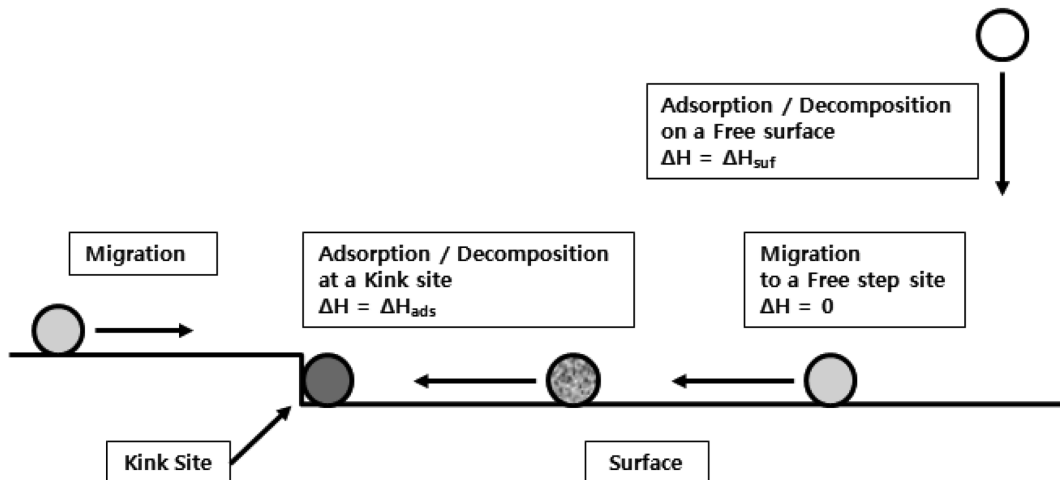 Adsorption / Decomposition
on a Free surface
ΔH = ΔHsuf
Migration
Adsorption / Decomposition
at a Kink site
ΔH = ΔHads
Migration
to a Free step site
ΔH = 0
Kink Site
Surface